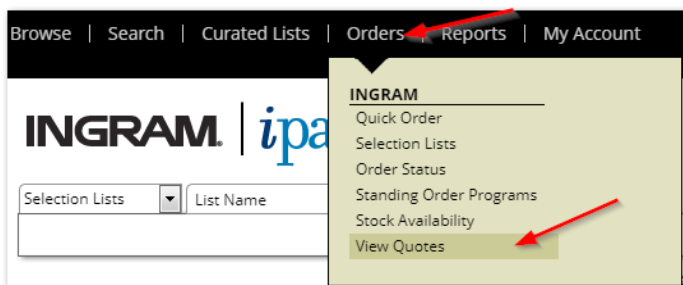 Browse | Search | Curated Lists | Orders | Reports | My Account
INGRAM
Quick Order
Selection Lists
Order Status
Standing Order Programs
Stock Availability
View Quotes
INGRAM. | ipa
Selection Lists
List Name